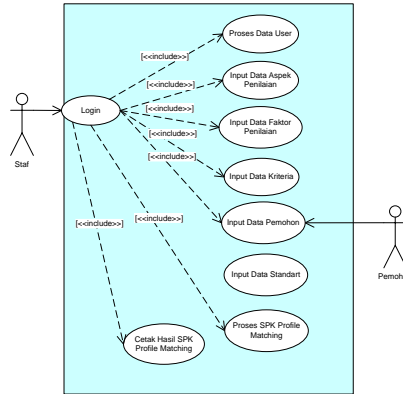 Proses Data User
[<<include>>]
Input Data Aspek
Penilaian
[<<include>>]
Login
[<<include>>]
Input Data Faktor
Penilaian
[<<include>>]
Staf
[<<include>>]
Input Data Kriteria
[<<include>>]
[<<include>>]
Input Data Pemohon
Pemoh
Input Data Standart
Cetak Hasil SPK
Profile Matching
Proses SPK Profile
Matching